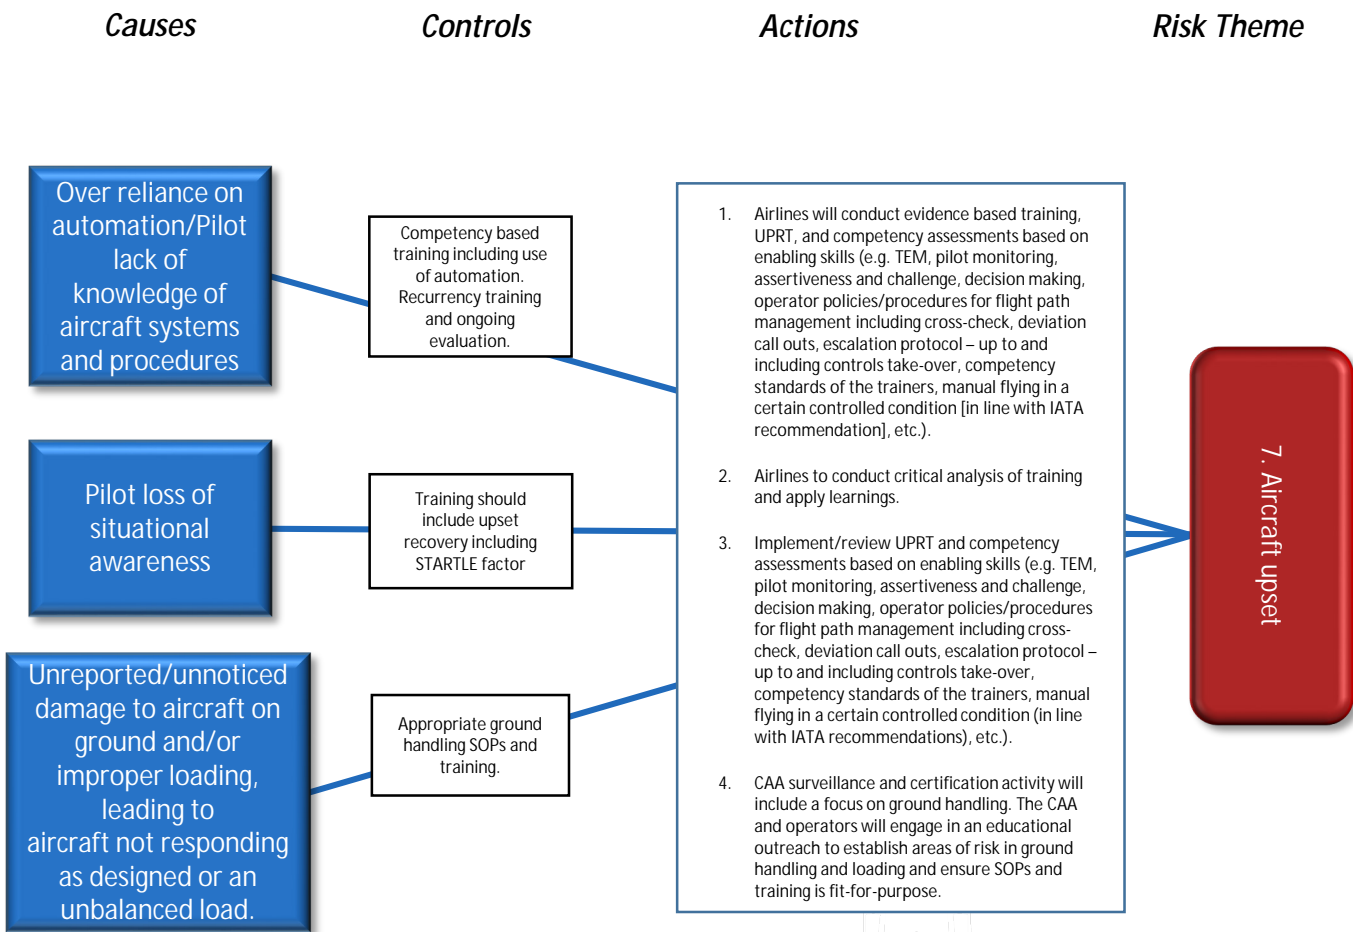 Causes
Controls
Actions
Risk Theme
Over reliance on
automation/Pilot
lack of
knowledge of
aircraft systems
and procedures
Competency based
training including use
of automation.
Recurrency training
and ongoing
evaluation.
Pilot loss of
situational
awareness
Training should
include upset
recovery including
STARTLE factor
Unreported/unnoticed
damage to aircraft on
ground and/or
improper loading,
leading to
aircraft not responding
as designed or an
unbalanced load.
Appropriate ground
handling SOPs and
training.
1. Airlines will conduct evidence based training,
UPRT, and competency assessments based on
enabling skills (e.g. TEM, pilot monitoring,
assertiveness and challenge, decision making,
operator policies/procedures for flight path
management including cross-check, deviation
call outs, escalation protocol – up to and
including controls take-over, competency
standards of the trainers, manual flying in a
certain controlled condition [in line with IATA
recommendation], etc.).
2. Airlines to conduct critical analysis of training
and apply learnings.
3. Implement/review UPRT and competency
assessments based on enabling skills (e.g. TEM,
pilot monitoring, assertiveness and challenge,
decision making, operator policies/procedures
for flight path management including cross-
check, deviation call outs, escalation protocol –
up to and including controls take-over,
competency standards of the trainers, manual
flying in a certain controlled condition (in line
with IATA recommendations), etc.).
4. CAA surveillance and certification activity will
include a focus on ground handling. The CAA
and operators will engage in an educational
outreach to establish areas of risk in ground
handling and loading and ensure SOPs and
training is fit-for-purpose.
7. Aircraft upset